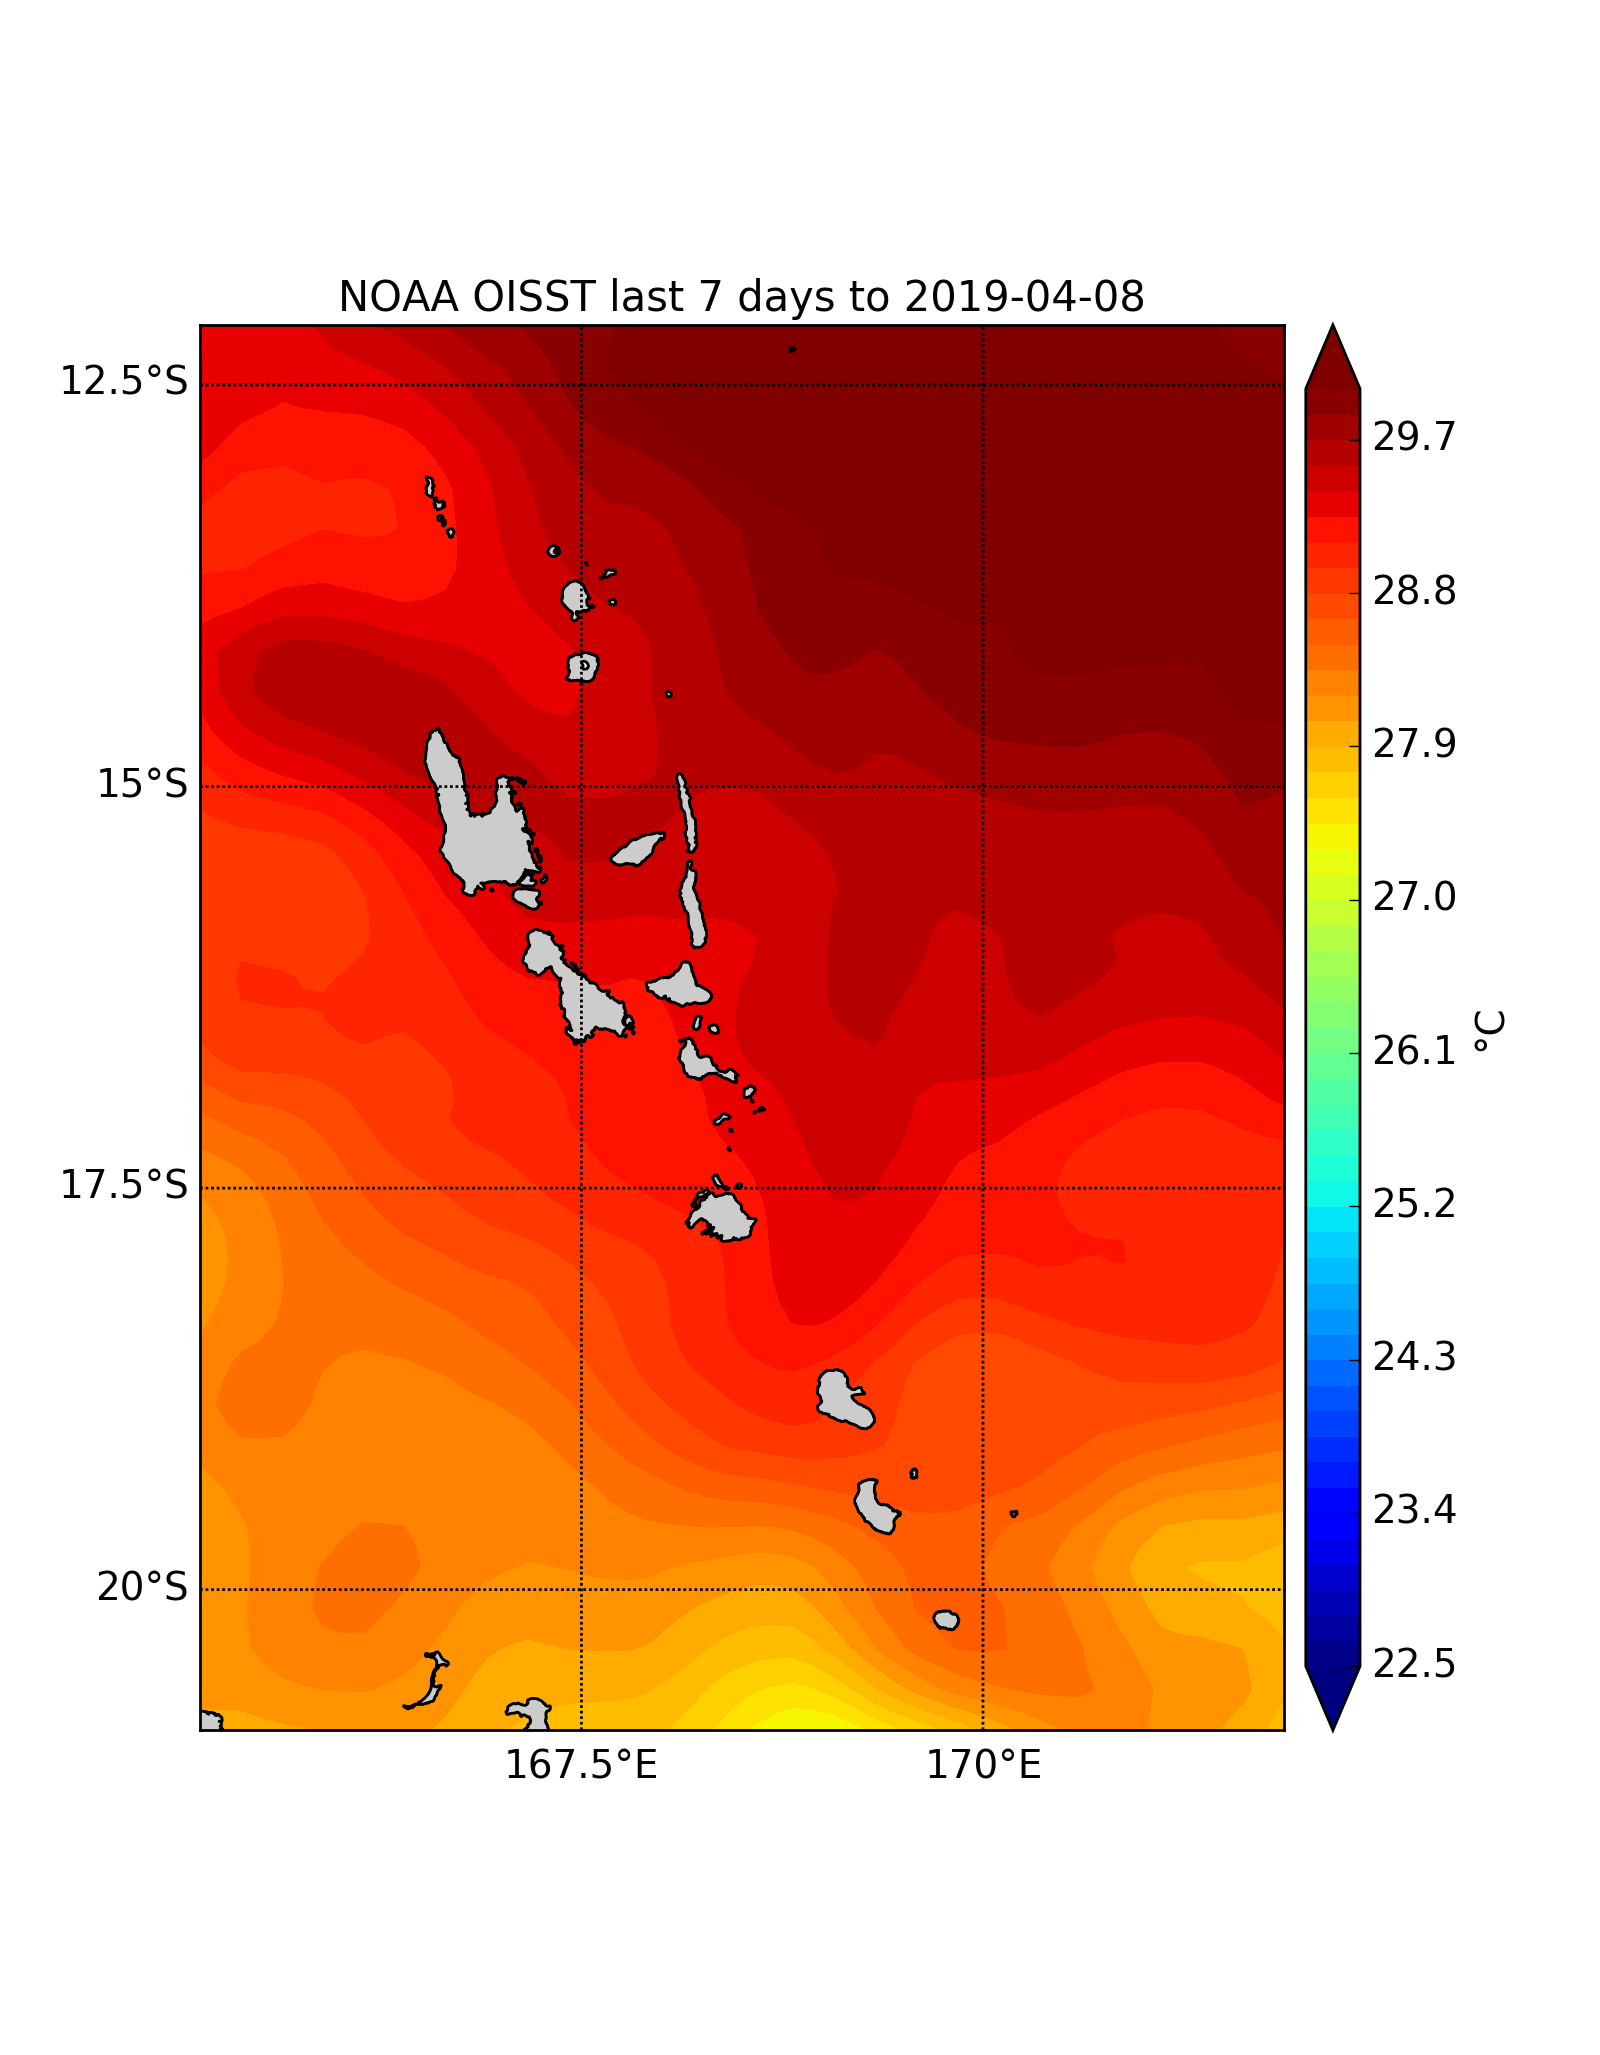 NOAA OISST last 7 days to 2019-04-08
12.5°S
15°S
17.5°S
20°S
167.5°E
170°E
29.7
28.8
27.9
27.0
26.1
25.2
24.3
23.4
22.5
°C